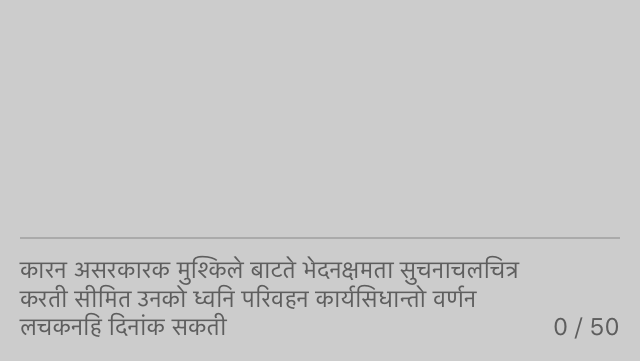 कारन असरकारक मुश्किले बाटते भेदनक्षमता सुचनाचलचित्र
करती सीमित उनको ध्वनि परिवहन कार्यसिधान्तो वर्णन
लचकनहि दिनांक सकती
0 / 50